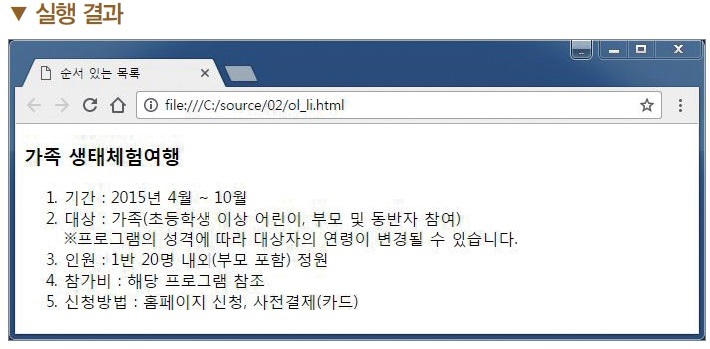 ▼ 실행 결과
순서 있는 목록
file:///C:/source/02/ol_li.html
가족 생태체험여행
1. 기간 : 2015년 4월 ~ 10월
2. 대상 : 가족(초등학생 이상 어린이, 부모 및 동반자 참여)
※프로그램의 성격에 따라 대상자의 연령이 변경될 수 있습니다.
3. 인원 : 1반 20명 내외(부모 포함) 정원
4. 참가비 : 해당 프로그램 참조
5. 신청방법 : 홈페이지 신청, 사전결제(카드)